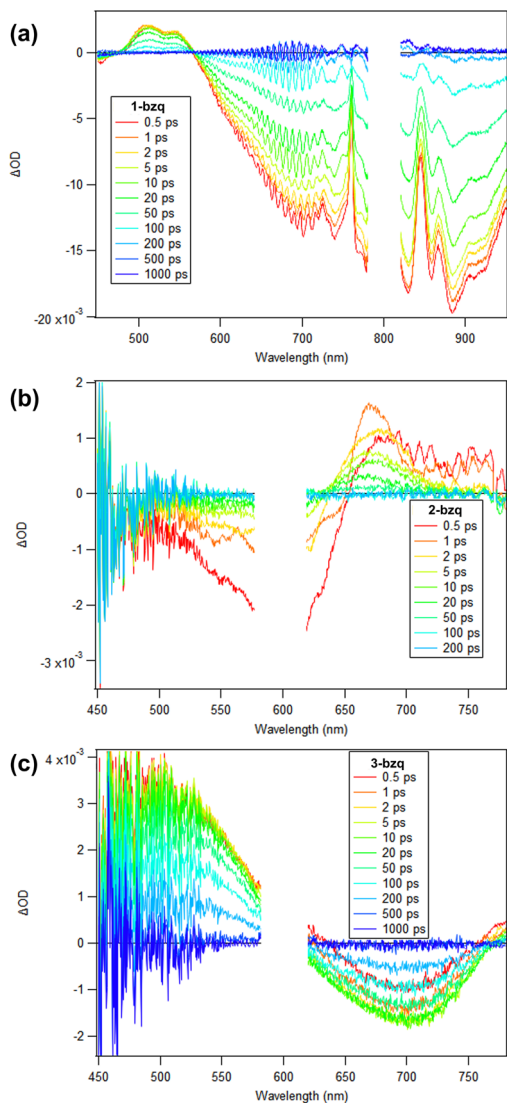 (a)
0
-5
-10
-15
-20 x10⁻³
ΔOD
1-bzq
0.5 ps
1 ps
2 ps
5 ps
10 ps
20 ps
50 ps
100 ps
200 ps
500 ps
1000 ps
500
600
700
800
900
Wavelength (nm)
(b)
2
1
0
-1
-2
-3 x10⁻³
ΔOD
2-bzq
0.5 ps
1 ps
2 ps
5 ps
10 ps
20 ps
50 ps
100 ps
200 ps
450
500
550
600
650
700
750
Wavelength (nm)
(c)
4 x10⁻³
3
2
1
0
-1
-2
ΔOD
3-bzq
0.5 ps
1 ps
2 ps
5 ps
10 ps
20 ps
50 ps
100 ps
200 ps
500 ps
1000 ps
450
500
550
600
650
700
750
Wavelength (nm)